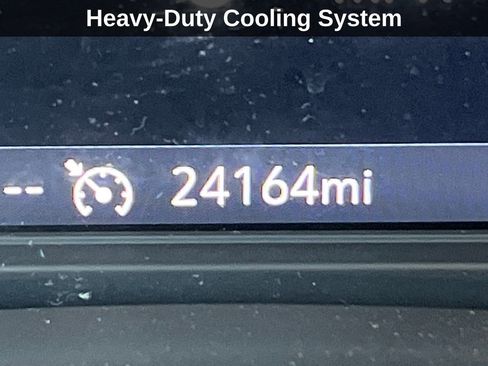 Heavy-Duty Cooling System
-- 24164mi